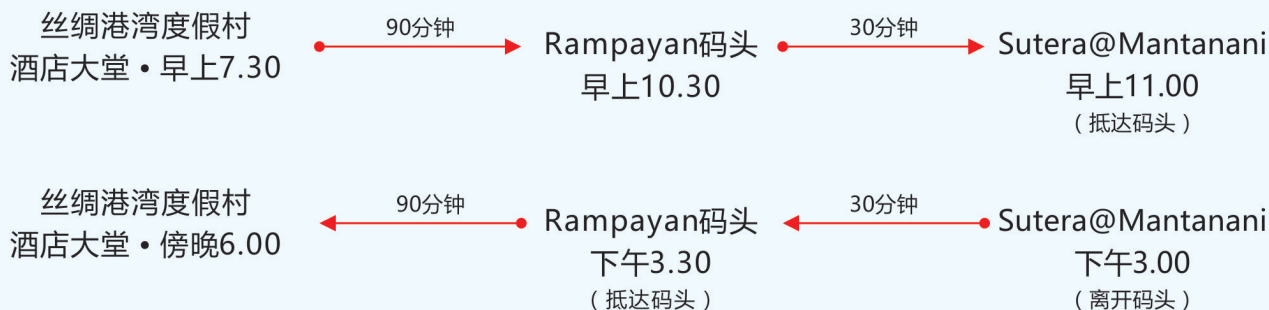 丝绸港湾度假村
酒店大堂 • 早上7.30
90分钟
Rampayan码头
早上10.30
30分钟
Sutera@Mantanani
早上11.00
（抵达码头）
丝绸港湾度假村
酒店大堂 • 傍晚6.00
90分钟
Rampayan码头
下午3.30
（抵达码头）
30分钟
Sutera@Mantanani
下午3.00
（离开码头）